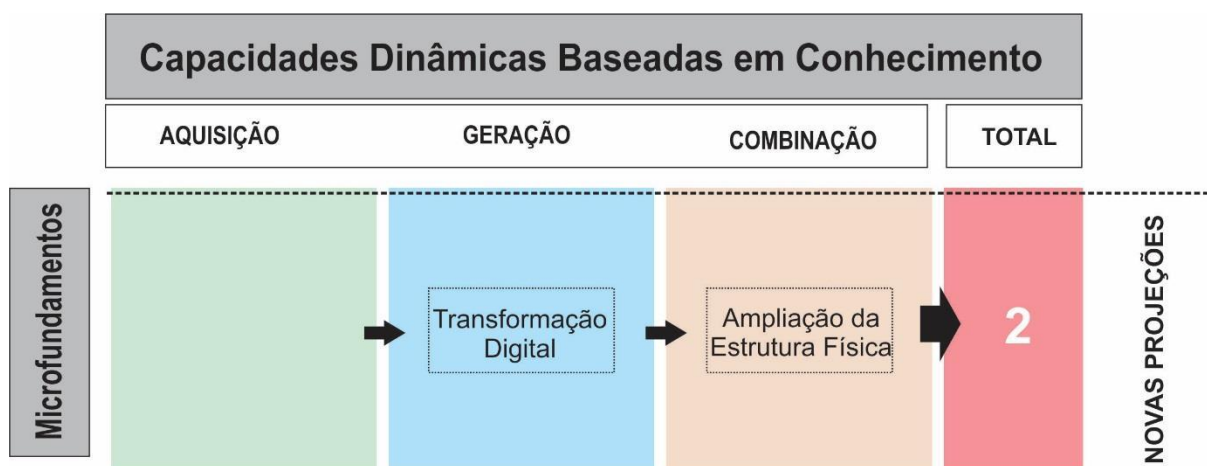 Capacidades Dinâmicas Baseadas em Conhecimento
AQUISIÇÃO
GERAÇÃO
COMBINAÇÃO
TOTAL
Microfundamentos
Transformação
Digital
Ampliação da
Estrutura Física
2
NOVAS PROJEÇÕES